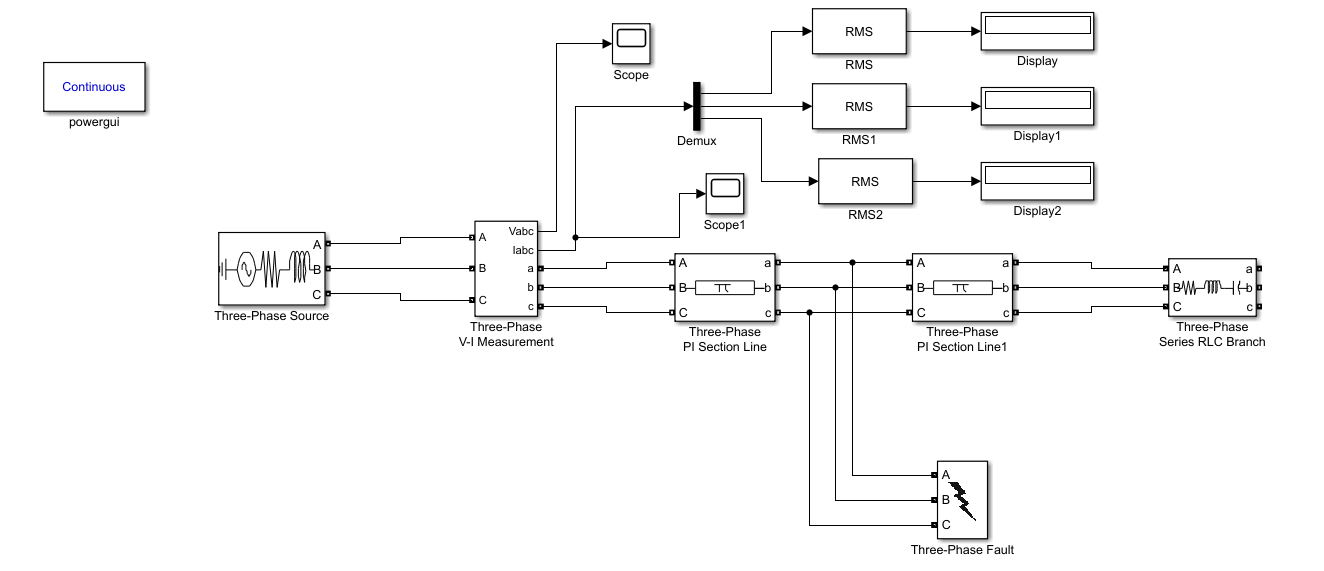 Continuous
powergui
Scope
Demux
RMS
RMS
Display
RMS
RMS1
Display1
RMS
RMS2
Display2
Scope1
A
B
C
Three-Phase Source
A
B
C
Vabc
Iabc
a
b
c
Three-Phase
V-I Measurement
A
B
C
a
b
c
Three-Phase
PI Section Line
A
B
C
a
b
c
Three-Phase
PI Section Line1
A
B
C
a
b
c
Three-Phase
Series RLC Branch
A
B
C
Three-Phase Fault